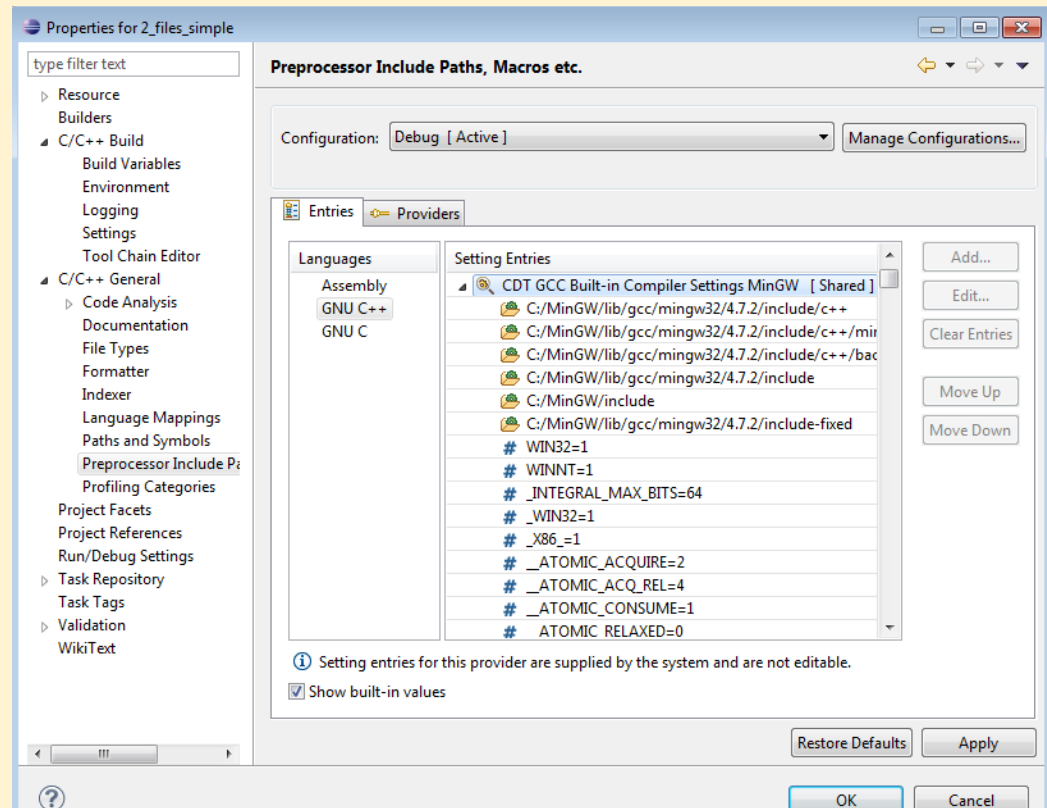 Properties for 2_files_simple
type filter text
Resource
Builders
C/C++ Build
Build Variables
Environment
Logging
Settings
Tool Chain Editor
C/C++ General
Code Analysis
Documentation
File Types
Formatter
Indexer
Language Mappings
Paths and Symbols
Preprocessor Include Pa
Profiling Categories
Project Facets
Project References
Run/Debug Settings
Task Repository
Task Tags
Validation
WikiText
Preprocessor Include Paths, Macros etc.
Configuration: Debug [ Active ] Manage Configurations...
Entries Providers
Languages
Assembly
GNU C++
GNU C
Setting Entries
CDT GCC Built-in Compiler Settings MinGW [ Shared ]
C:/MinGW/lib/gcc/mingw32/4.7.2/include/c++
C:/MinGW/lib/gcc/mingw32/4.7.2/include/c++/mir
C:/MinGW/lib/gcc/mingw32/4.7.2/include/c++/bac
C:/MinGW/lib/gcc/mingw32/4.7.2/include
C:/MinGW/include
C:/MinGW/lib/gcc/mingw32/4.7.2/include-fixed
# WIN32=1
# WINNT=1
# _INTEGRAL_MAX_BITS=64
# _WIN32=1
# _X86_=1
# __ATOMIC_ACQUIRE=2
# __ATOMIC_ACQ_REL=4
# __ATOMIC_CONSUME=1
# __ATOMIC_RELAXED=0
Add...
Edit...
Clear Entries
Move Up
Move Down
Setting entries for this provider are supplied by the system and are not editable.
Show built-in values
Restore Defaults Apply
OK Cancel